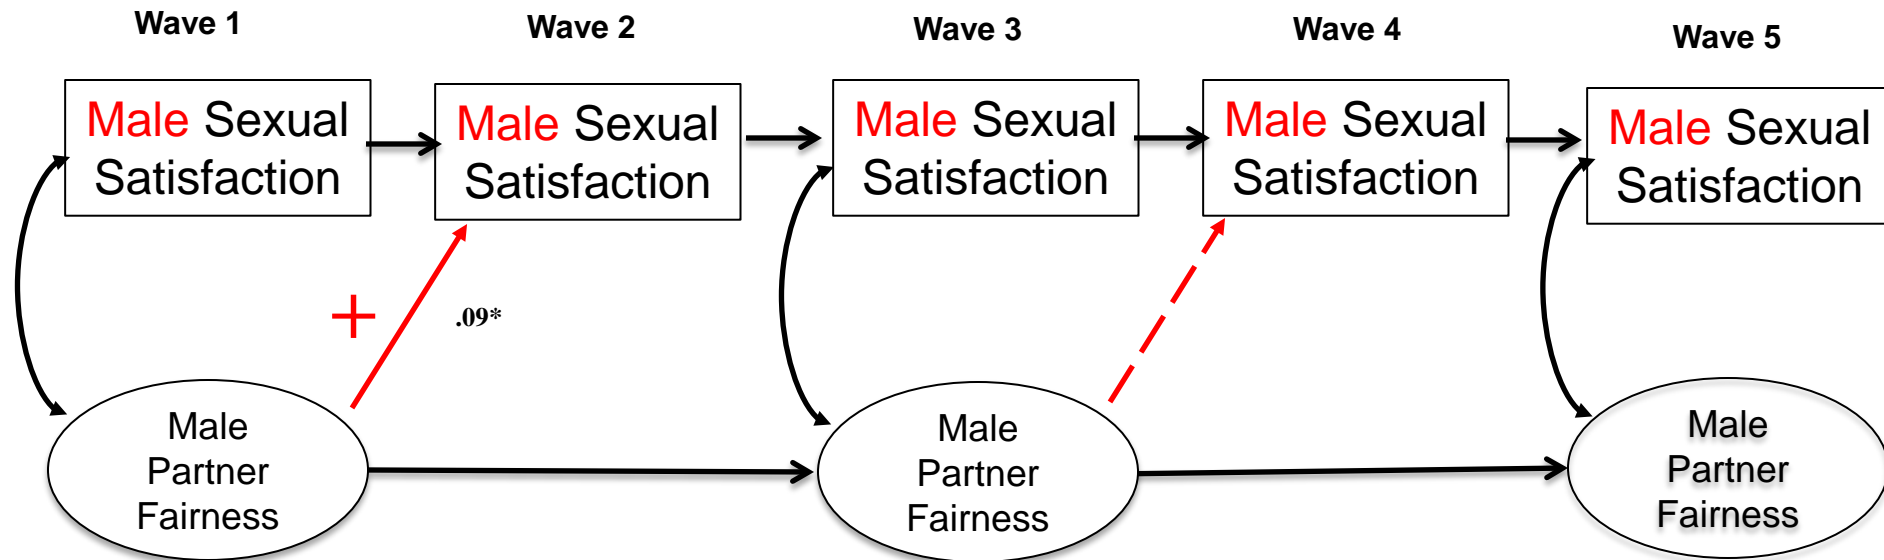 Wave 1
Wave 2
Wave 3
Wave 4
Wave 5
Male Sexual
Satisfaction
Male Sexual
Satisfaction
Male Sexual
Satisfaction
Male Sexual
Satisfaction
Male Sexual
Satisfaction
+
.09*
Male
Partner
Fairness
Male
Partner
Fairness
Male
Partner
Fairness